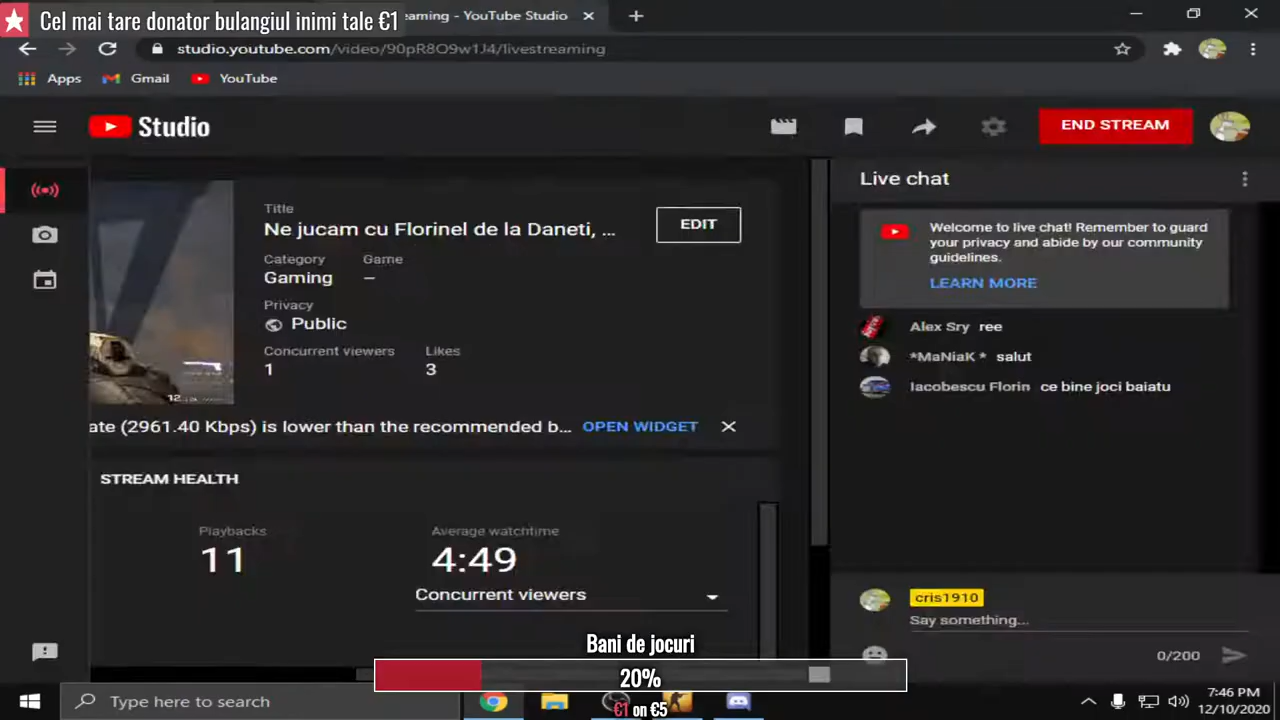 Cel mai tare donator bulangiul inimi tale €1
eaming - YouTube Studio
studio.youtube.com/video/90pR8O9w1J4/livestreaming
Apps Gmail YouTube
Studio
END STREAM
Title
Ne jucam cu Florinel de la Daneti, ...
EDIT
Category Game
Gaming –
Privacy
Public
Concurrent viewers Likes
1 3
ate (2961.40 Kbps) is lower than the recommended b... OPEN WIDGET
STREAM HEALTH
Playbacks Average watchtime
11 4:49
Concurrent viewers
Live chat
Welcome to live chat! Remember to guard
your privacy and abide by our community
guidelines.
LEARN MORE
Alex Sry ree
*MaNiaK * salut
Iacobescu Florin ce bine joci baiatu
cris1910
Say something...
0/200
Bani de jocuri
20%
€1 on €5
Type here to search
7:46 PM
12/10/2020